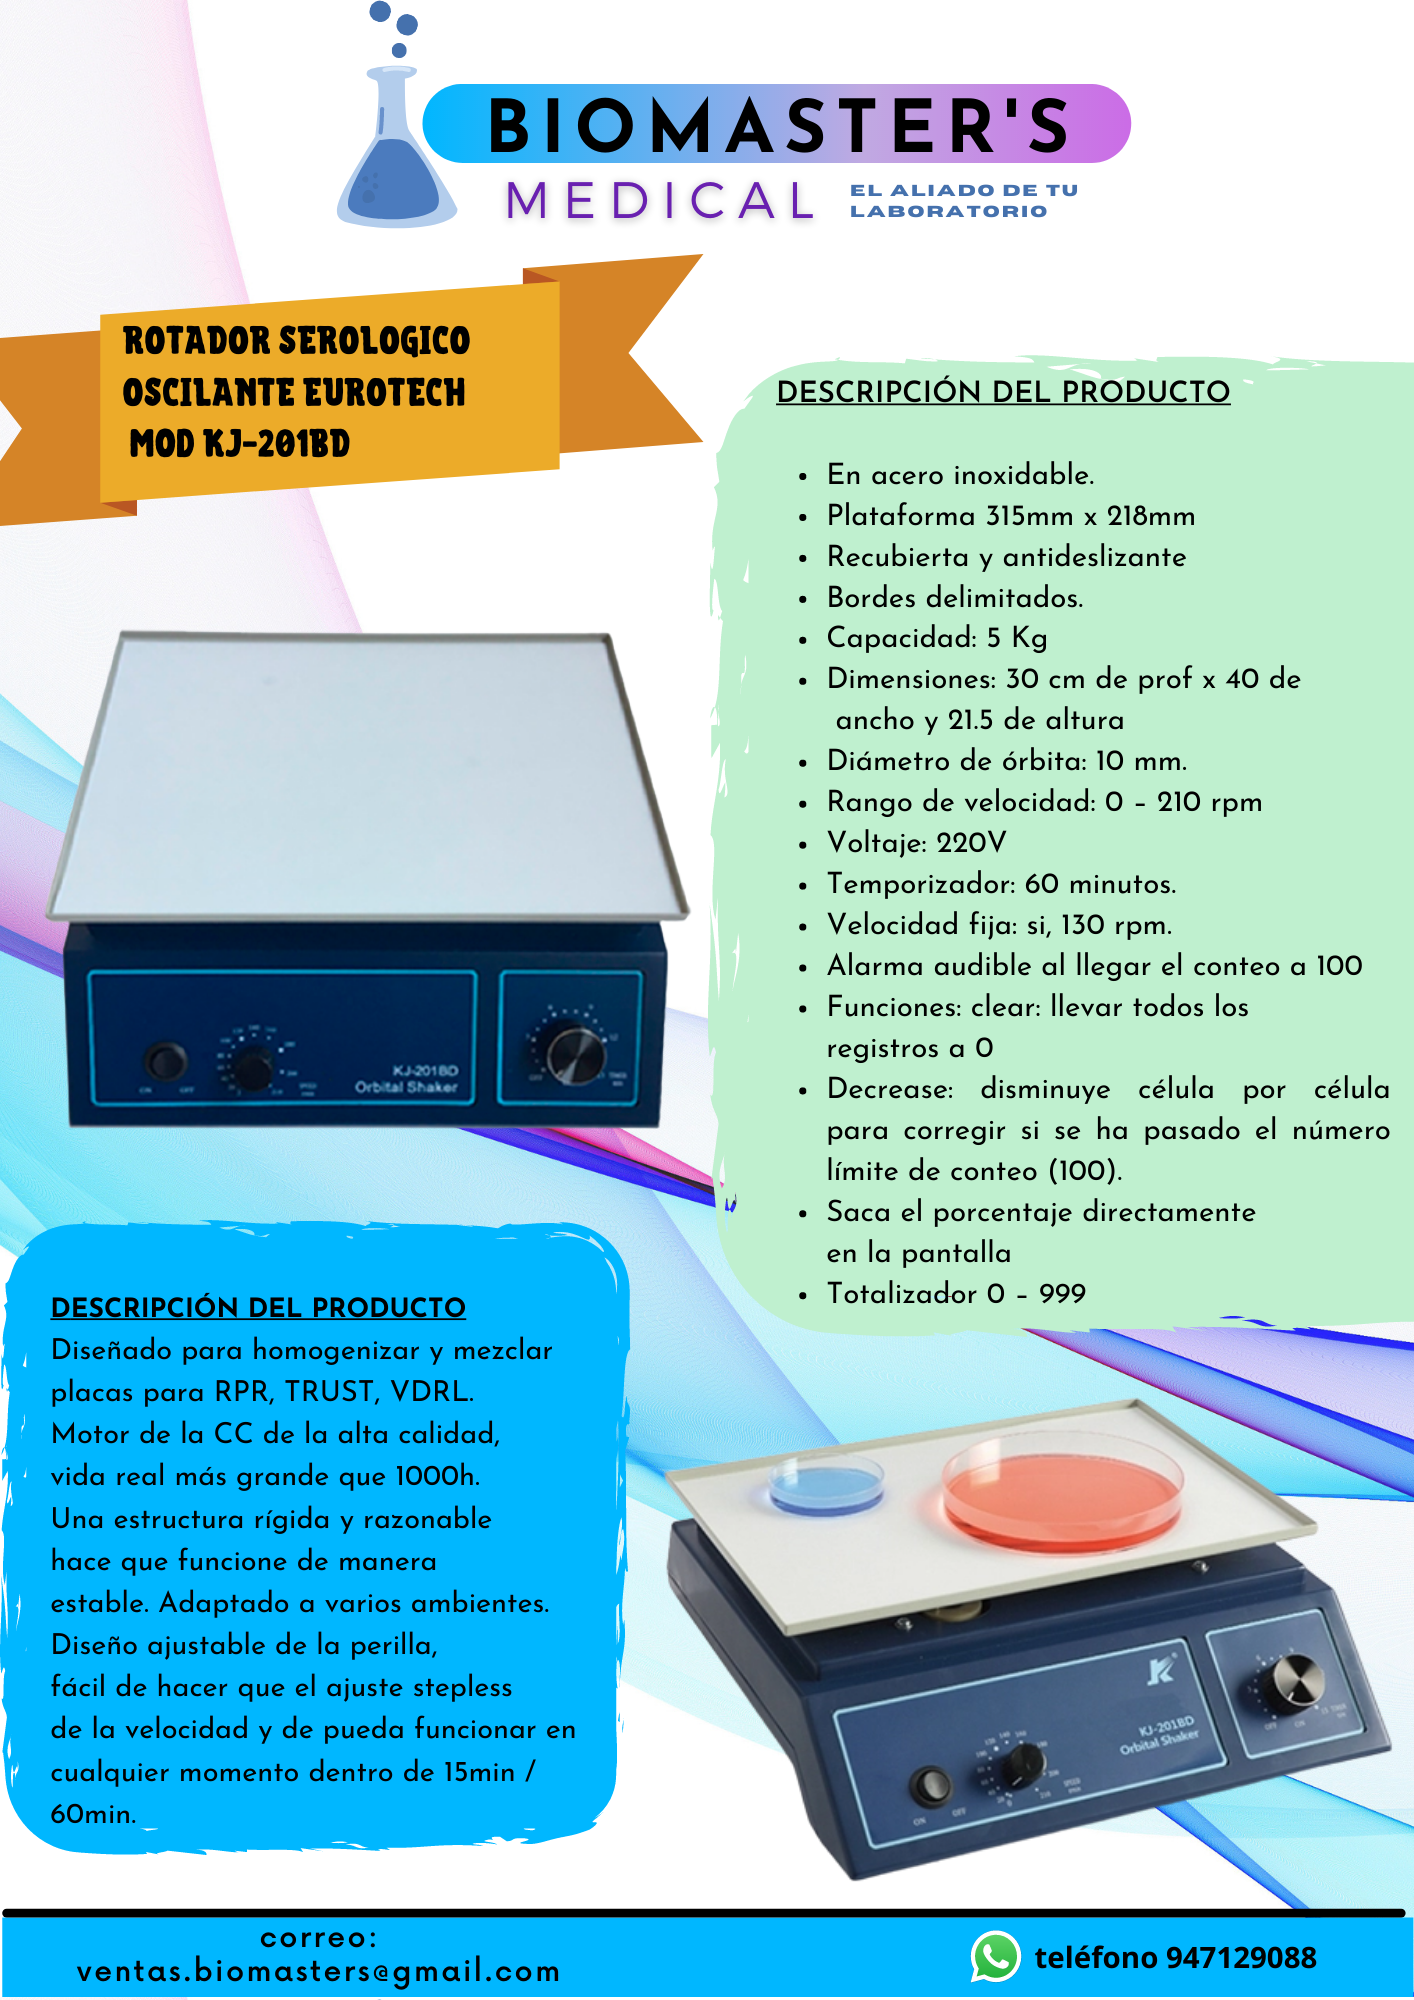 BIOMASTER'S
MEDICAL
EL ALIADO DE TU
LABORATORIO
ROTADOR SEROLOGICO
OSCILANTE EUROTECH
MOD KJ-201BD
DESCRIPCIÓN DEL PRODUCTO
• En acero inoxidable.
• Plataforma 315mm x 218mm
• Recubierta y antideslizante
• Bordes delimitados.
• Capacidad: 5 Kg
• Dimensiones: 30 cm de prof x 40 de
ancho y 21.5 de altura
• Diámetro de órbita: 10 mm.
• Rango de velocidad: 0 – 210 rpm
• Voltaje: 220V
• Temporizador: 60 minutos.
• Velocidad fija: si, 130 rpm.
• Alarma audible al llegar el conteo a 100
• Funciones: clear: llevar todos los
registros a 0
• Decrease: disminuye célula por célula
para corregir si se ha pasado el número
límite de conteo (100).
• Saca el porcentaje directamente
en la pantalla
• Totalizador 0 – 999
KJ-201BD
Orbital Shaker
DESCRIPCIÓN DEL PRODUCTO
Diseñado para homogenizar y mezclar
placas para RPR, TRUST, VDRL.
Motor de la CC de la alta calidad,
vida real más grande que 1000h.
Una estructura rígida y razonable
hace que funcione de manera
estable. Adaptado a varios ambientes.
Diseño ajustable de la perilla,
fácil de hacer que el ajuste stepless
de la velocidad y de pueda funcionar en
cualquier momento dentro de 15min /
60min.
KJ-201BD
Orbital Shaker
ON OFF
correo:
ventas.biomasters@gmail.com
teléfono 947129088